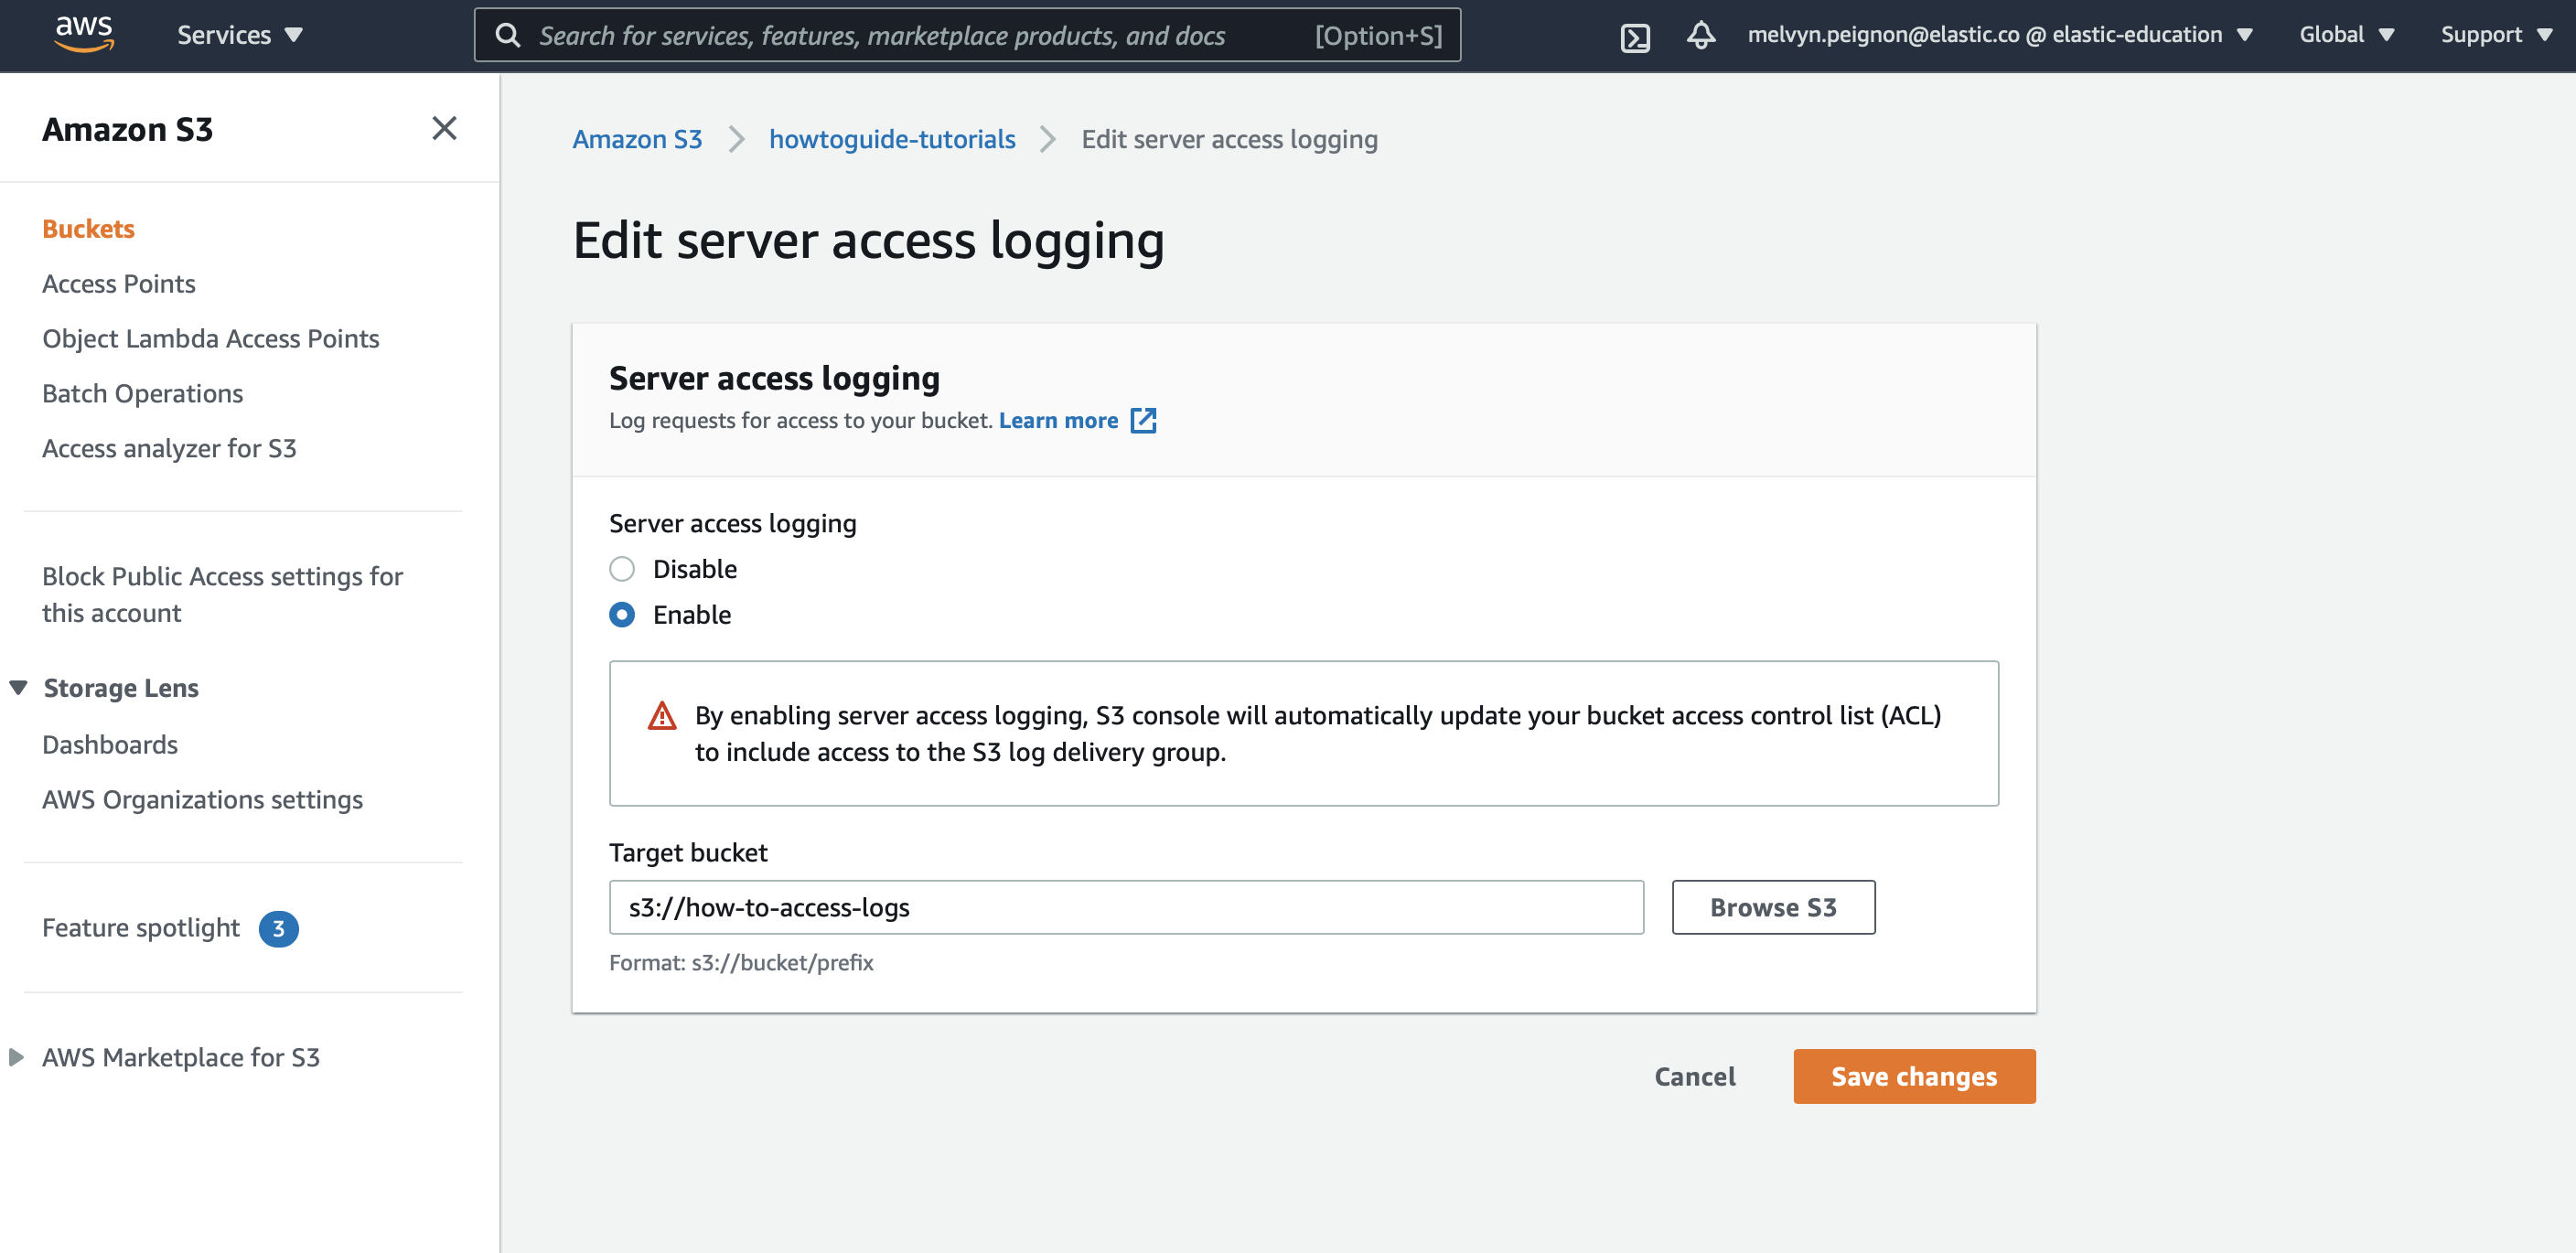 aws
Services
Search for services, features, marketplace products, and docs [Option+S]
melvyn.peignon@elastic.co @ elastic-education
Global
Support
Amazon S3
Buckets
Access Points
Object Lambda Access Points
Batch Operations
Access analyzer for S3
Block Public Access settings for
this account
Storage Lens
Dashboards
AWS Organizations settings
Feature spotlight 3
AWS Marketplace for S3
Amazon S3 > howtoguide-tutorials > Edit server access logging
Edit server access logging
Server access logging
Log requests for access to your bucket. Learn more
Server access logging
Disable
Enable
By enabling server access logging, S3 console will automatically update your bucket access control list (ACL)
to include access to the S3 log delivery group.
Target bucket
s3://how-to-access-logs
Browse S3
Format: s3://bucket/prefix
Cancel
Save changes